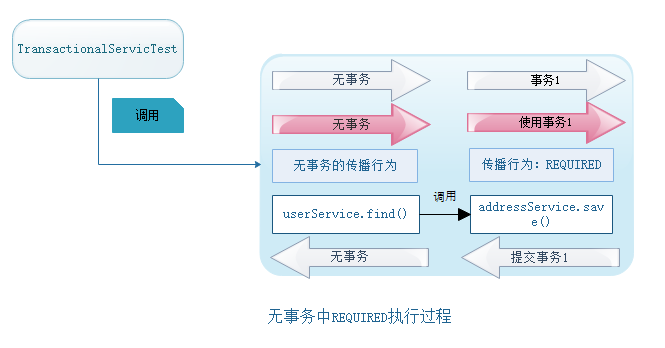 TransactionalServicTest
调用
无事务
事务1
无事务
使用事务1
无事务的传播行为
传播行为: REQUIRED
userService.find()
调用
addressService.sav
e()
无事务
提交事务1
无事务中REQUIRED执行过程